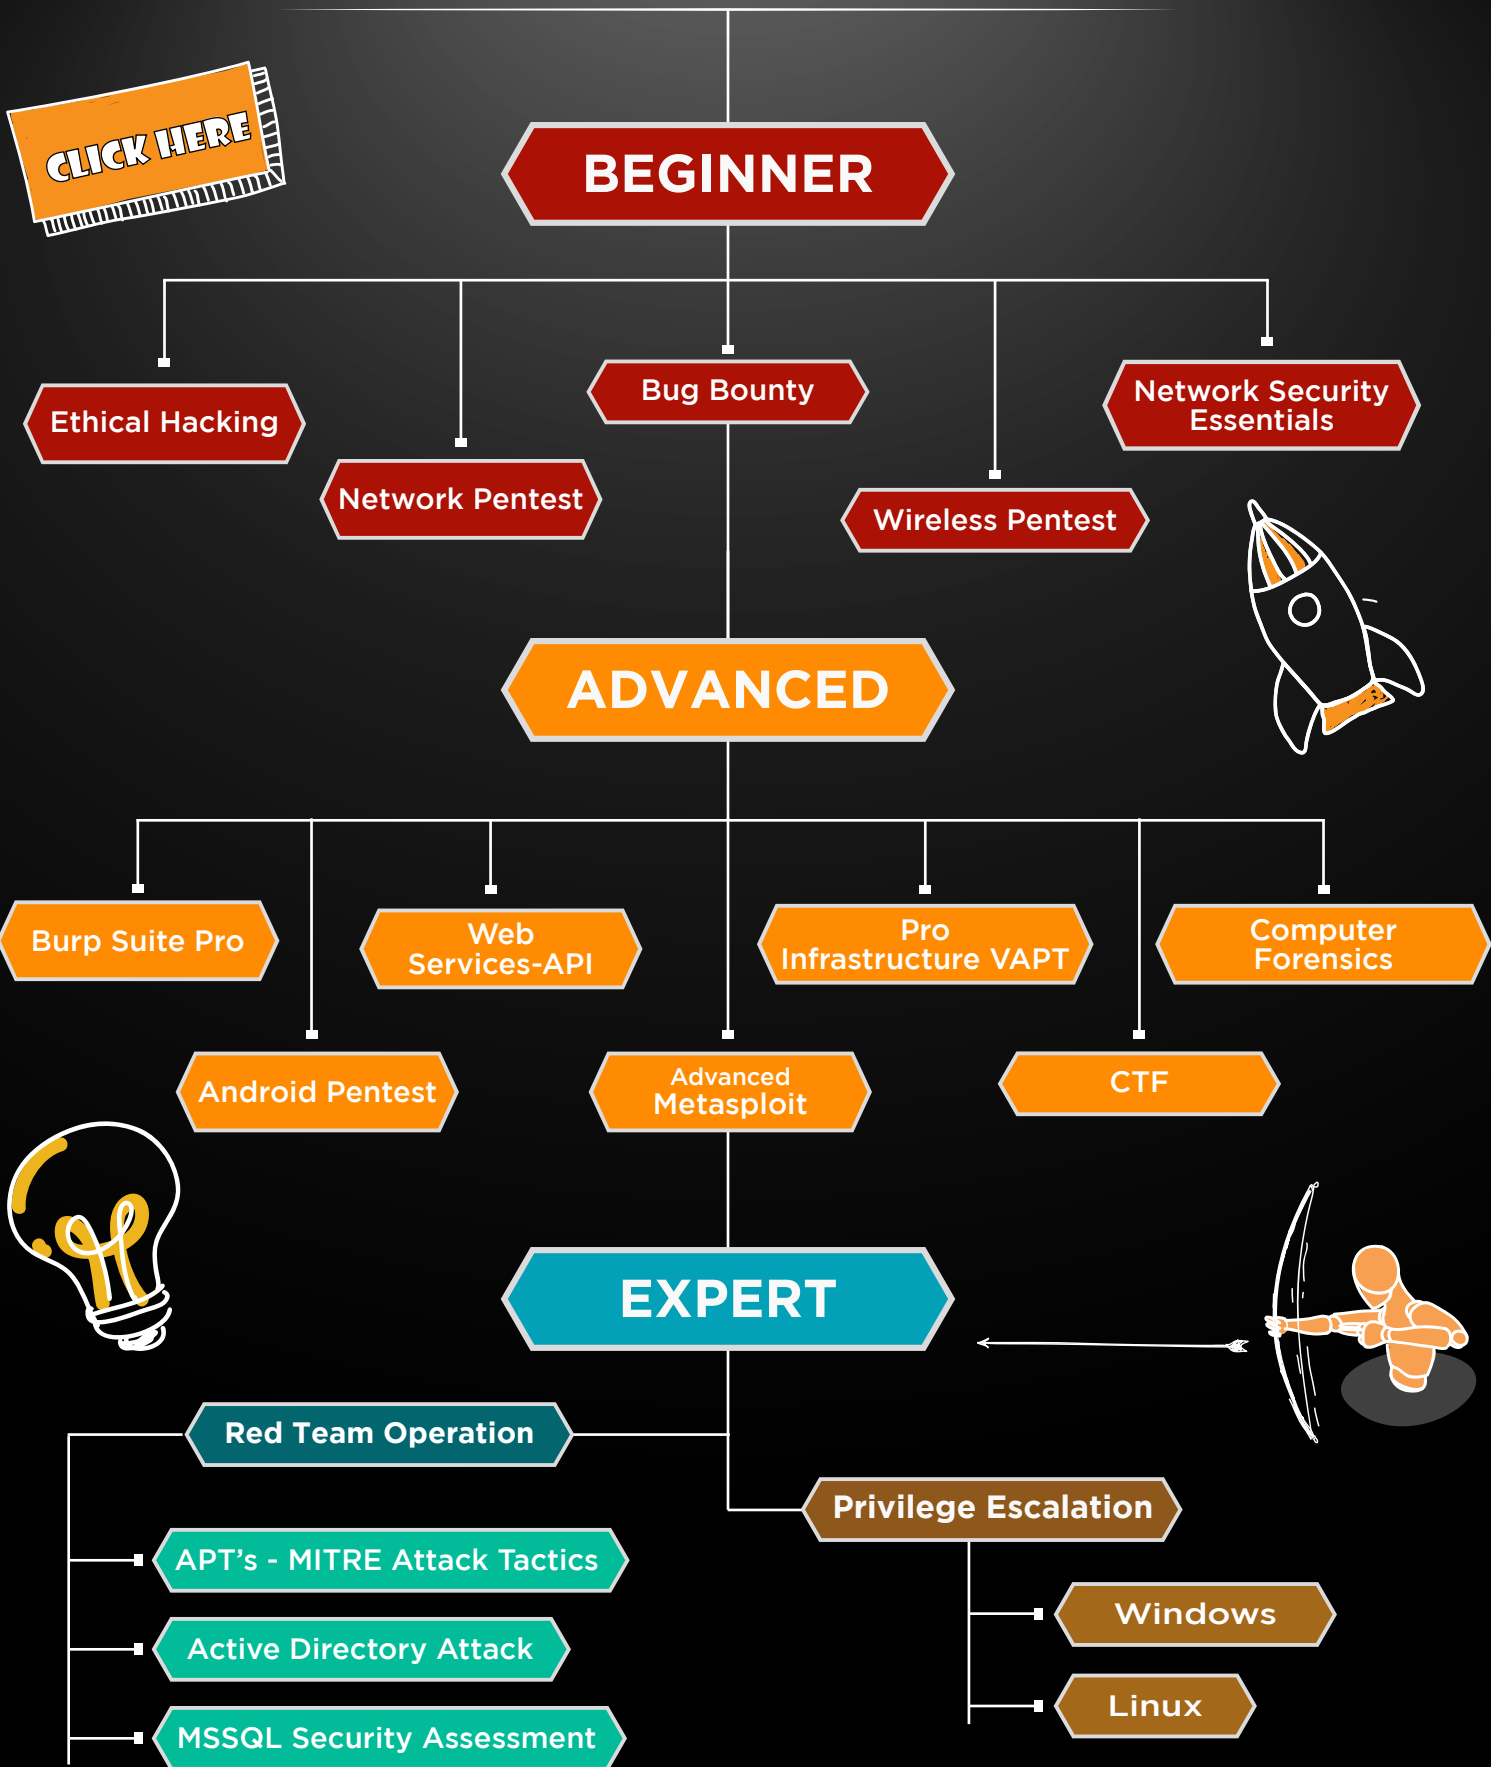 CLICK HERE
BEGINNER
Ethical Hacking
Network Pentest
Bug Bounty
Wireless Pentest
Network Security
Essentials
ADVANCED
Burp Suite Pro
Android Pentest
Web
Services-API
Advanced
Metasploit
Pro
Infrastructure VAPT
CTF
Computer
Forensics
EXPERT
Red Team Operation
APT's - MITRE Attack Tactics
Active Directory Attack
MSSQL Security Assessment
Privilege Escalation
Windows
Linux